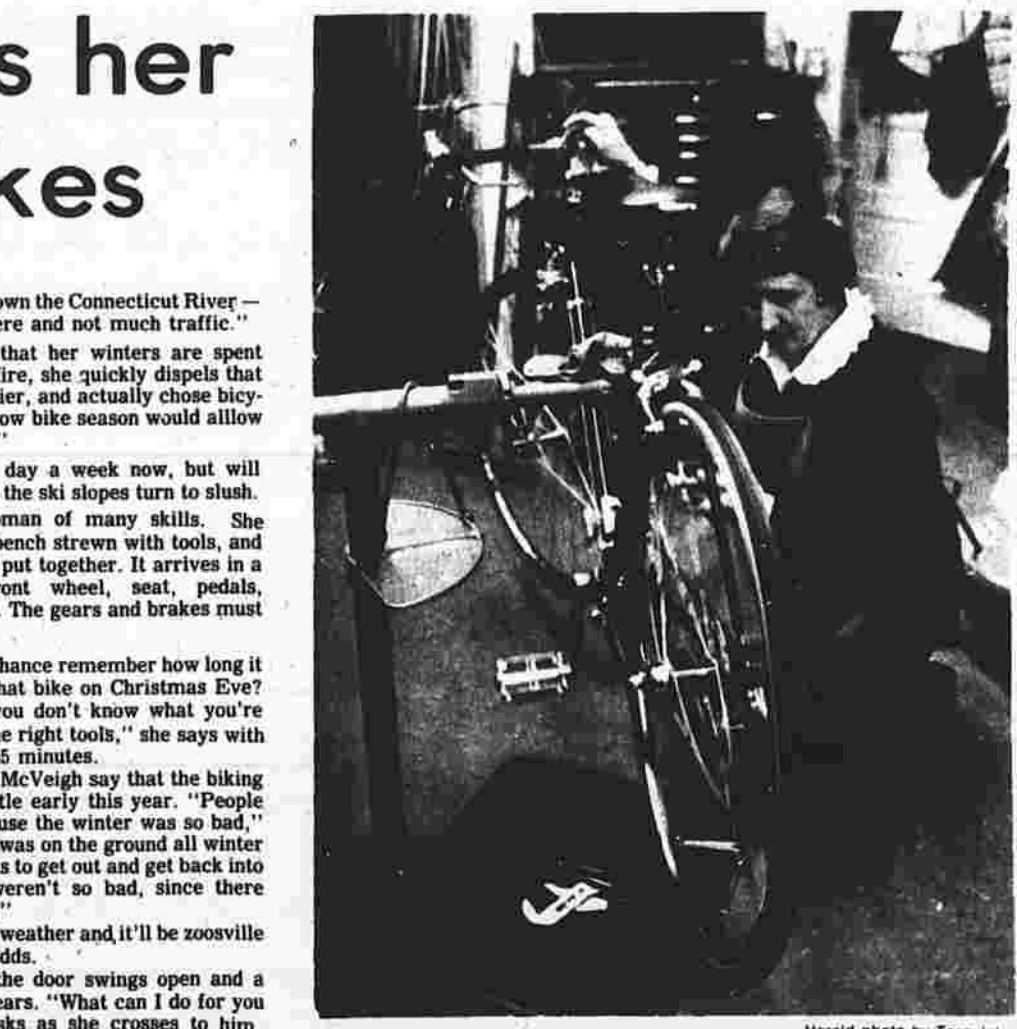 s her
kes
own the Connecticut River —
ere and not much traffic."
that her winters are spent
ire, she quickly dispels that
ier, and actually chose bicy-
ow bike season would alllow
"
day a week now, but will
the ski slopes turn to slush.
man of many skills. She
bench strewn with tools, and
put together. It arrives in a
ont wheel, seat, pedals,
. The gears and brakes must
hance remember how long it
hat bike on Christmas Eve?
ou don't know what you're
e right tools," she says with
5 minutes.
McVeigh say that the biking
tle early this year. "People
use the winter was so bad,"
was on the ground all winter
s to get out and get back into
weren't so bad, since there
"
weather and it'll be zoosville
dds.
the door swings open and a
ears. "What can I do for you
sks as she crosses to him
Herald photo by